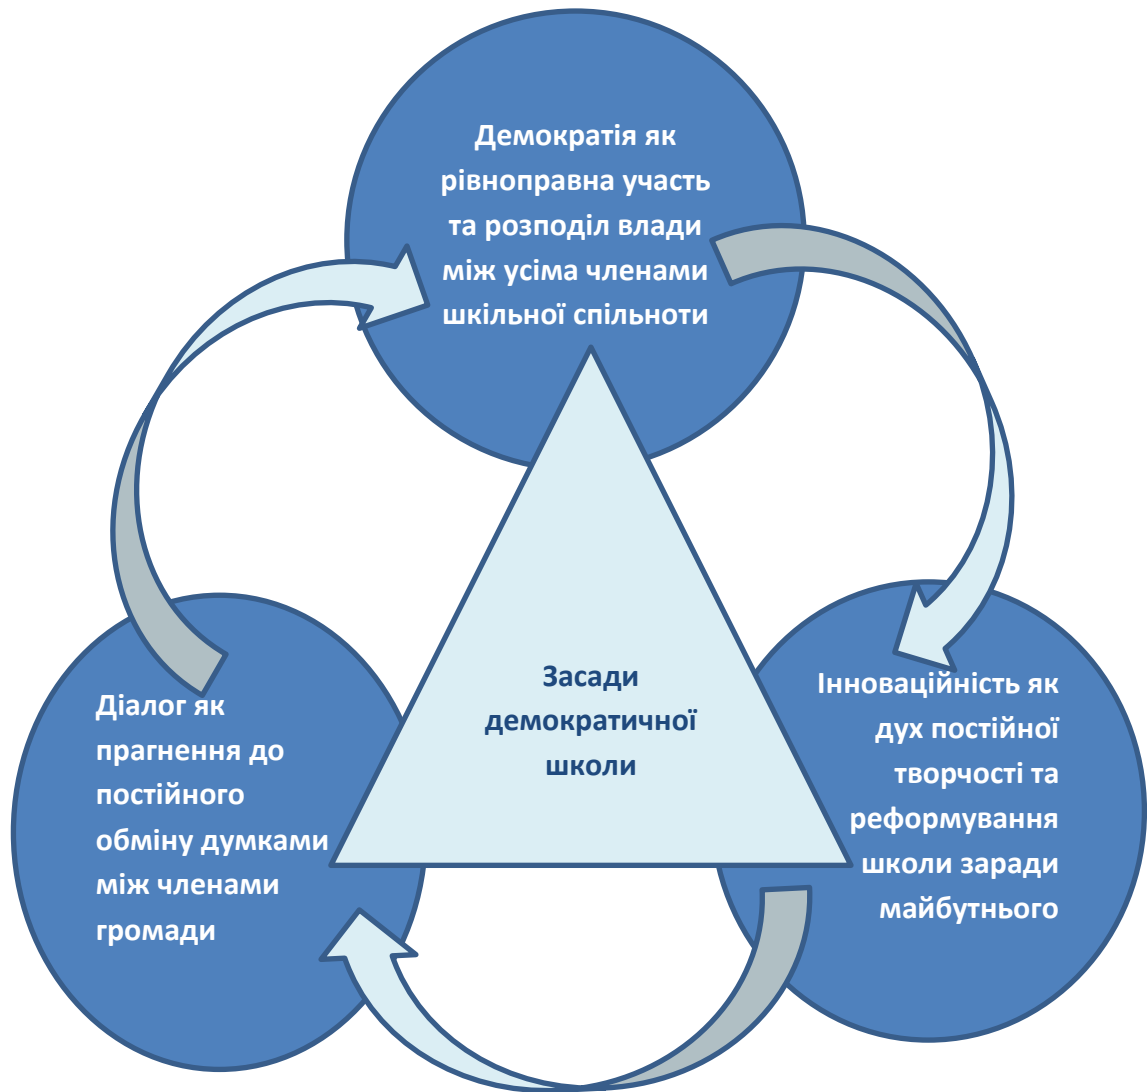 Демократія як
рівноправна участь
та розподіл влади
між усіма членами
шкільної спільноти
Засади
демократичної
школи
Діалог як
прагнення до
постійного
обміну думками
між членами
громади
Інноваційність як
дух постійної
творчості та
реформування
школи заради
майбутнього